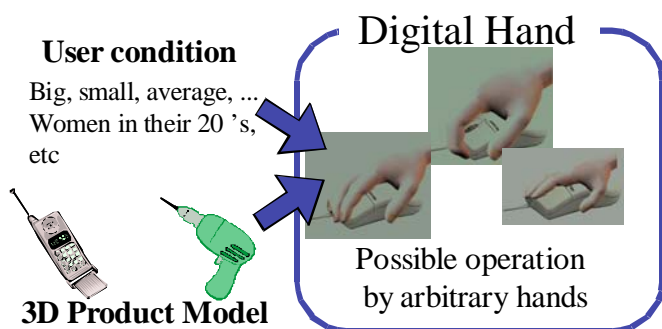 User condition
Big, small, average, ...
Women in their 20 ’s,
etc
3D Product Model
Digital Hand
Possible operation
by arbitrary hands